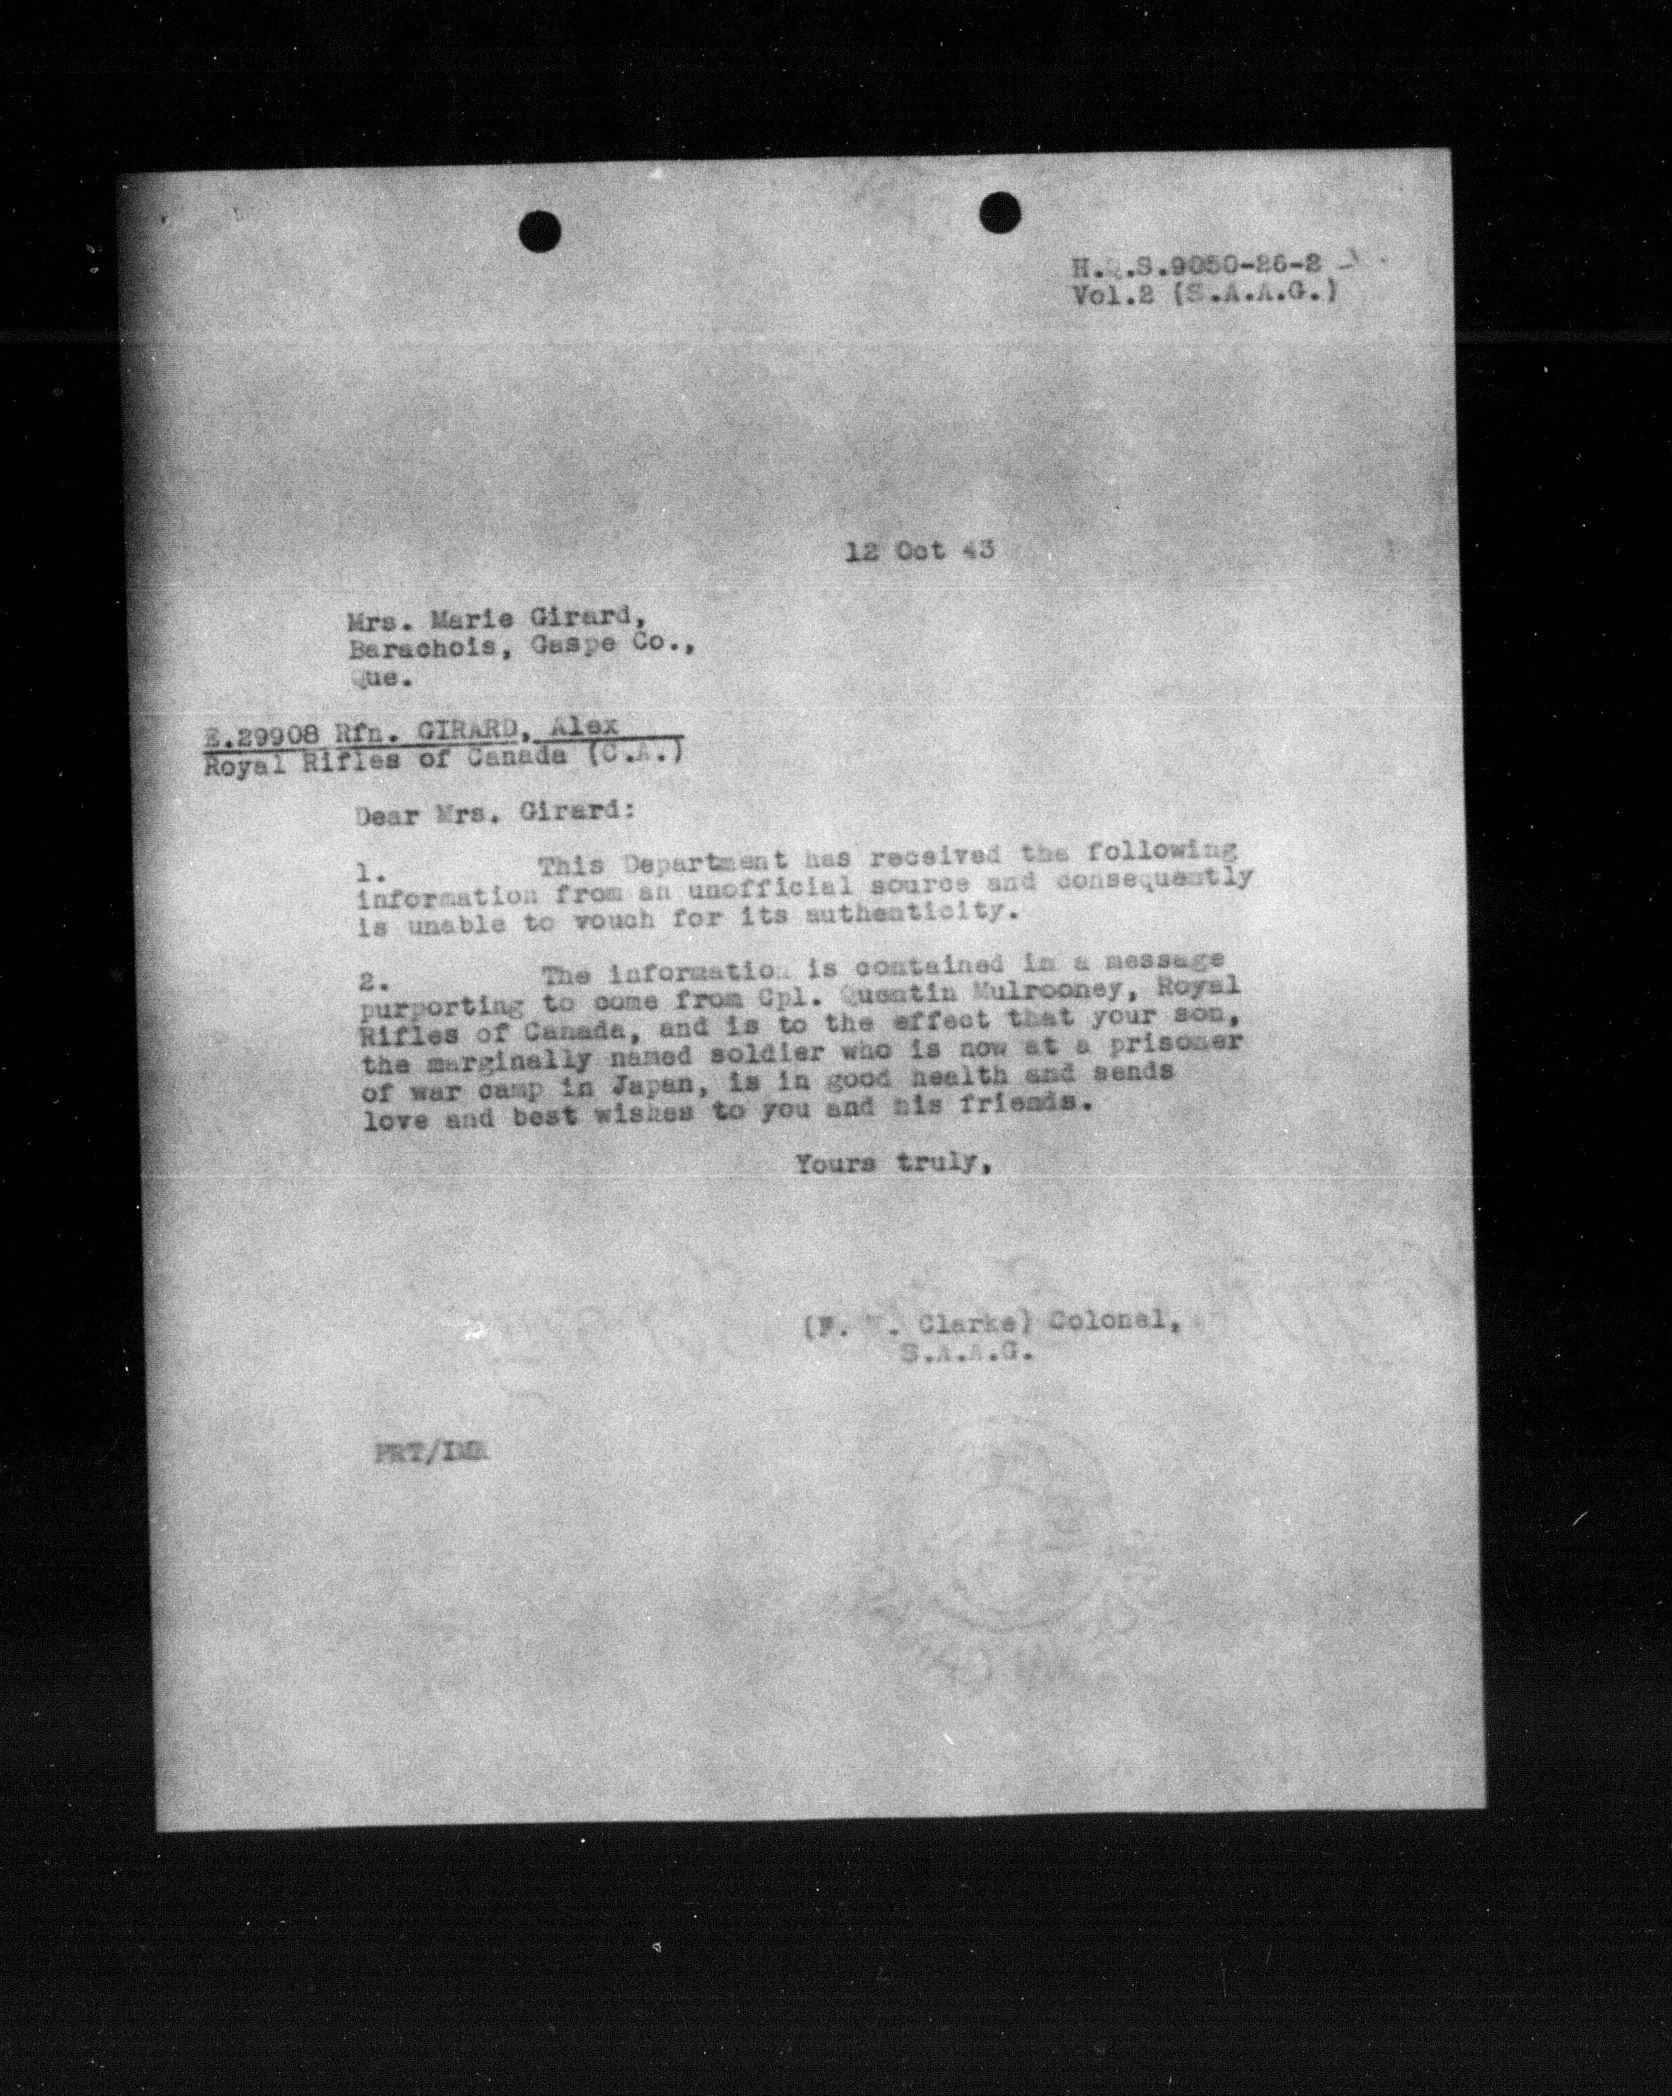 H.Q.S.9050-26-2
Vol.2 (S.A.A.G.)
12 Oct 43
Mrs. Marie Girard,
Barachois, Gaspe Co.,
Que.
E.29908 Rfn. GIRARD, Alex
Royal Rifles of Canada (C.A.)
Dear Mrs. Girard:
1. This Department has received the following
information from an unofficial source and consequently
is unable to vouch for its authenticity.
2. The information is contained in a message
purporting to come from Cpl. Quentin Mulrooney, Royal
Rifles of Canada, and is to the effect that your son,
the marginally named soldier who is now at a prisoner
of war camp in Japan, is in good health and sends
love and best wishes to you and his friends.
Yours truly,
(F. . Clarke) Colonel,
S.A.A.G.